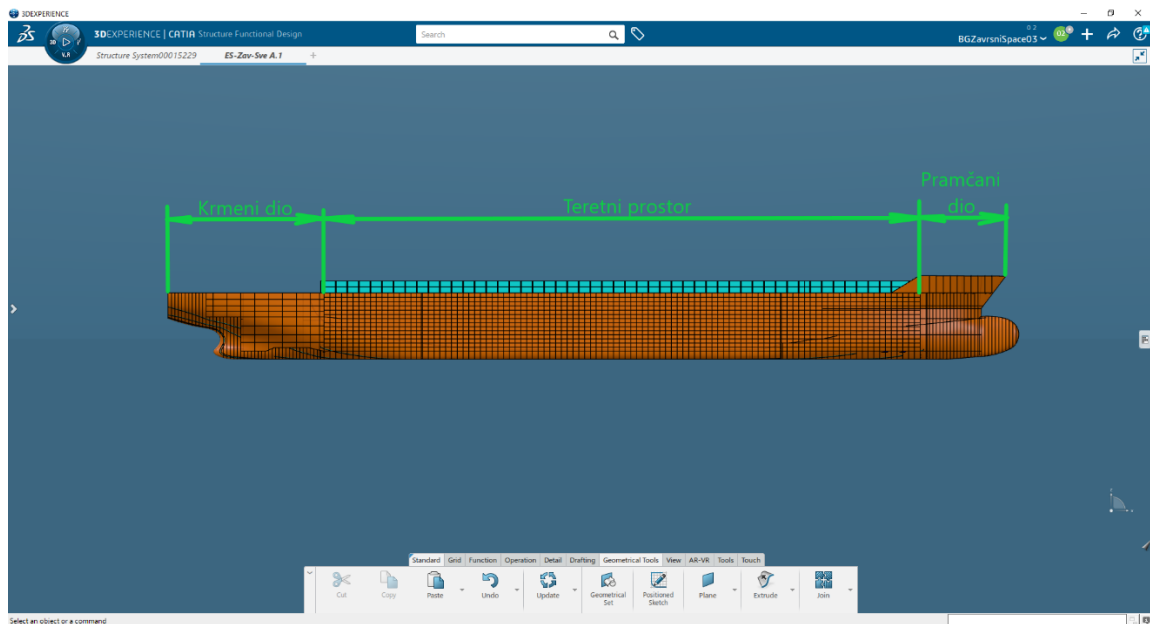 3DEXPERIENCE
3DEXPERIENCE | CATIA Structure Functional Design
Search
BGZavrsniSpace03
3D
V.R
Structure System00015229
ES-Zav-Sve A.1
+
Pramčani
Krmeni dio
Teretni prostor
dio
Standard Grid Function Operation Detail Drafting Geometrical Tools View AR-VR Tools Touch
Cut
Copy
Paste
Undo
Update
Geometrical
Set
Positioned
Sketch
Plane
Extrude
Join
Select an object or a command